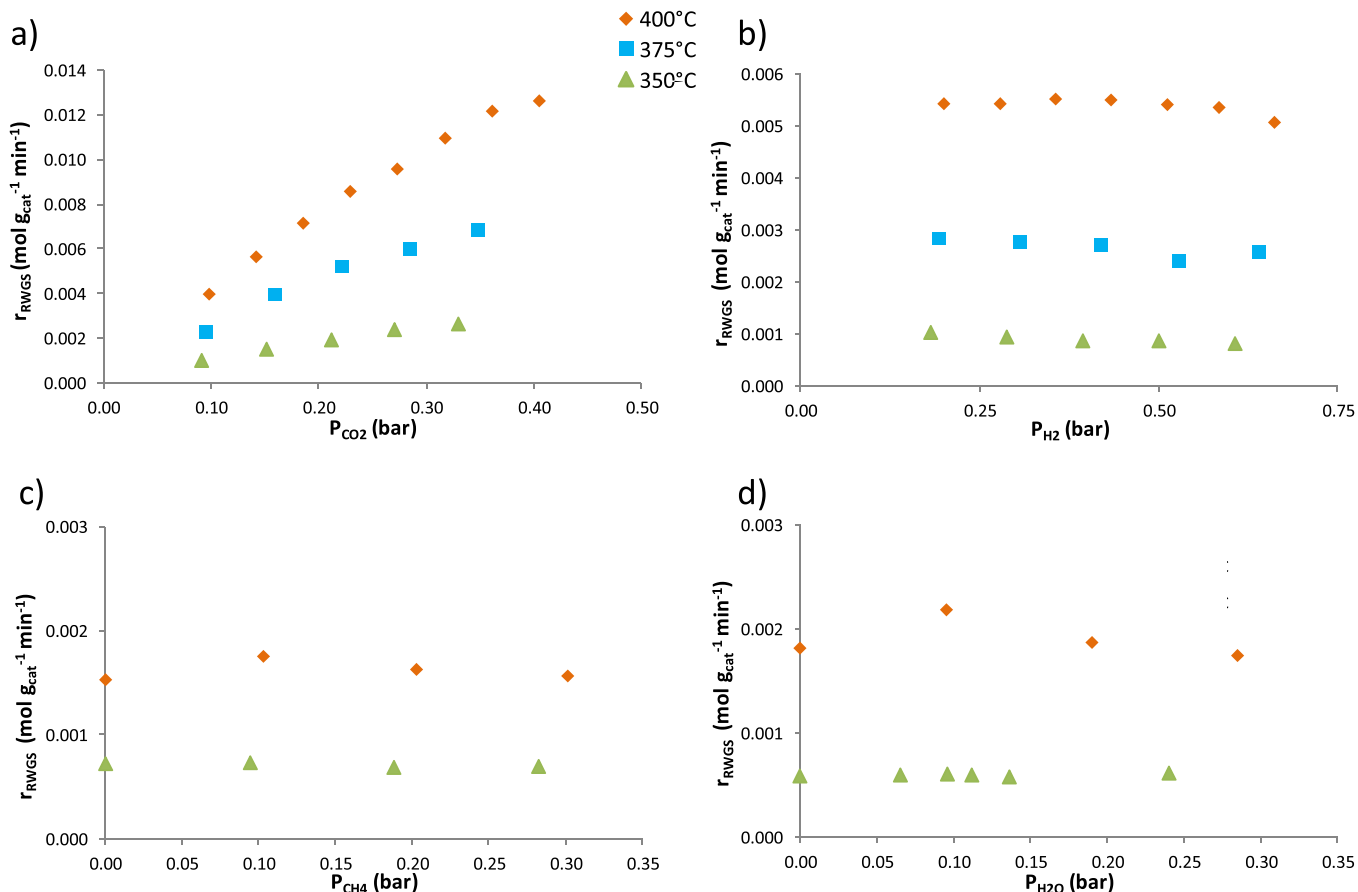 a)
400°C
375°C
350°C
0.014
0.012
0.010
0.008
0.006
0.004
0.002
0.000
r_RWGS (mol g_cat^-1 min^-1)
0.00 0.10 0.20 0.30 0.40 0.50
P_CO2 (bar)
b)
0.006
0.005
0.004
0.003
0.002
0.001
0.000
r_RWGS (mol g_cat^-1 min^-1)
0.00 0.25 0.50 0.75
P_H2 (bar)
c)
0.003
0.002
0.001
0.000
r_RWGS (mol g_cat^-1 min^-1)
0.00 0.05 0.10 0.15 0.20 0.25 0.30 0.35
P_CH4 (bar)
d)
0.003
0.002
0.001
0.000
r_RWGS (mol g_cat^-1 min^-1)
0.00 0.05 0.10 0.15 0.20 0.25 0.30 0.35
P_H2O (bar)